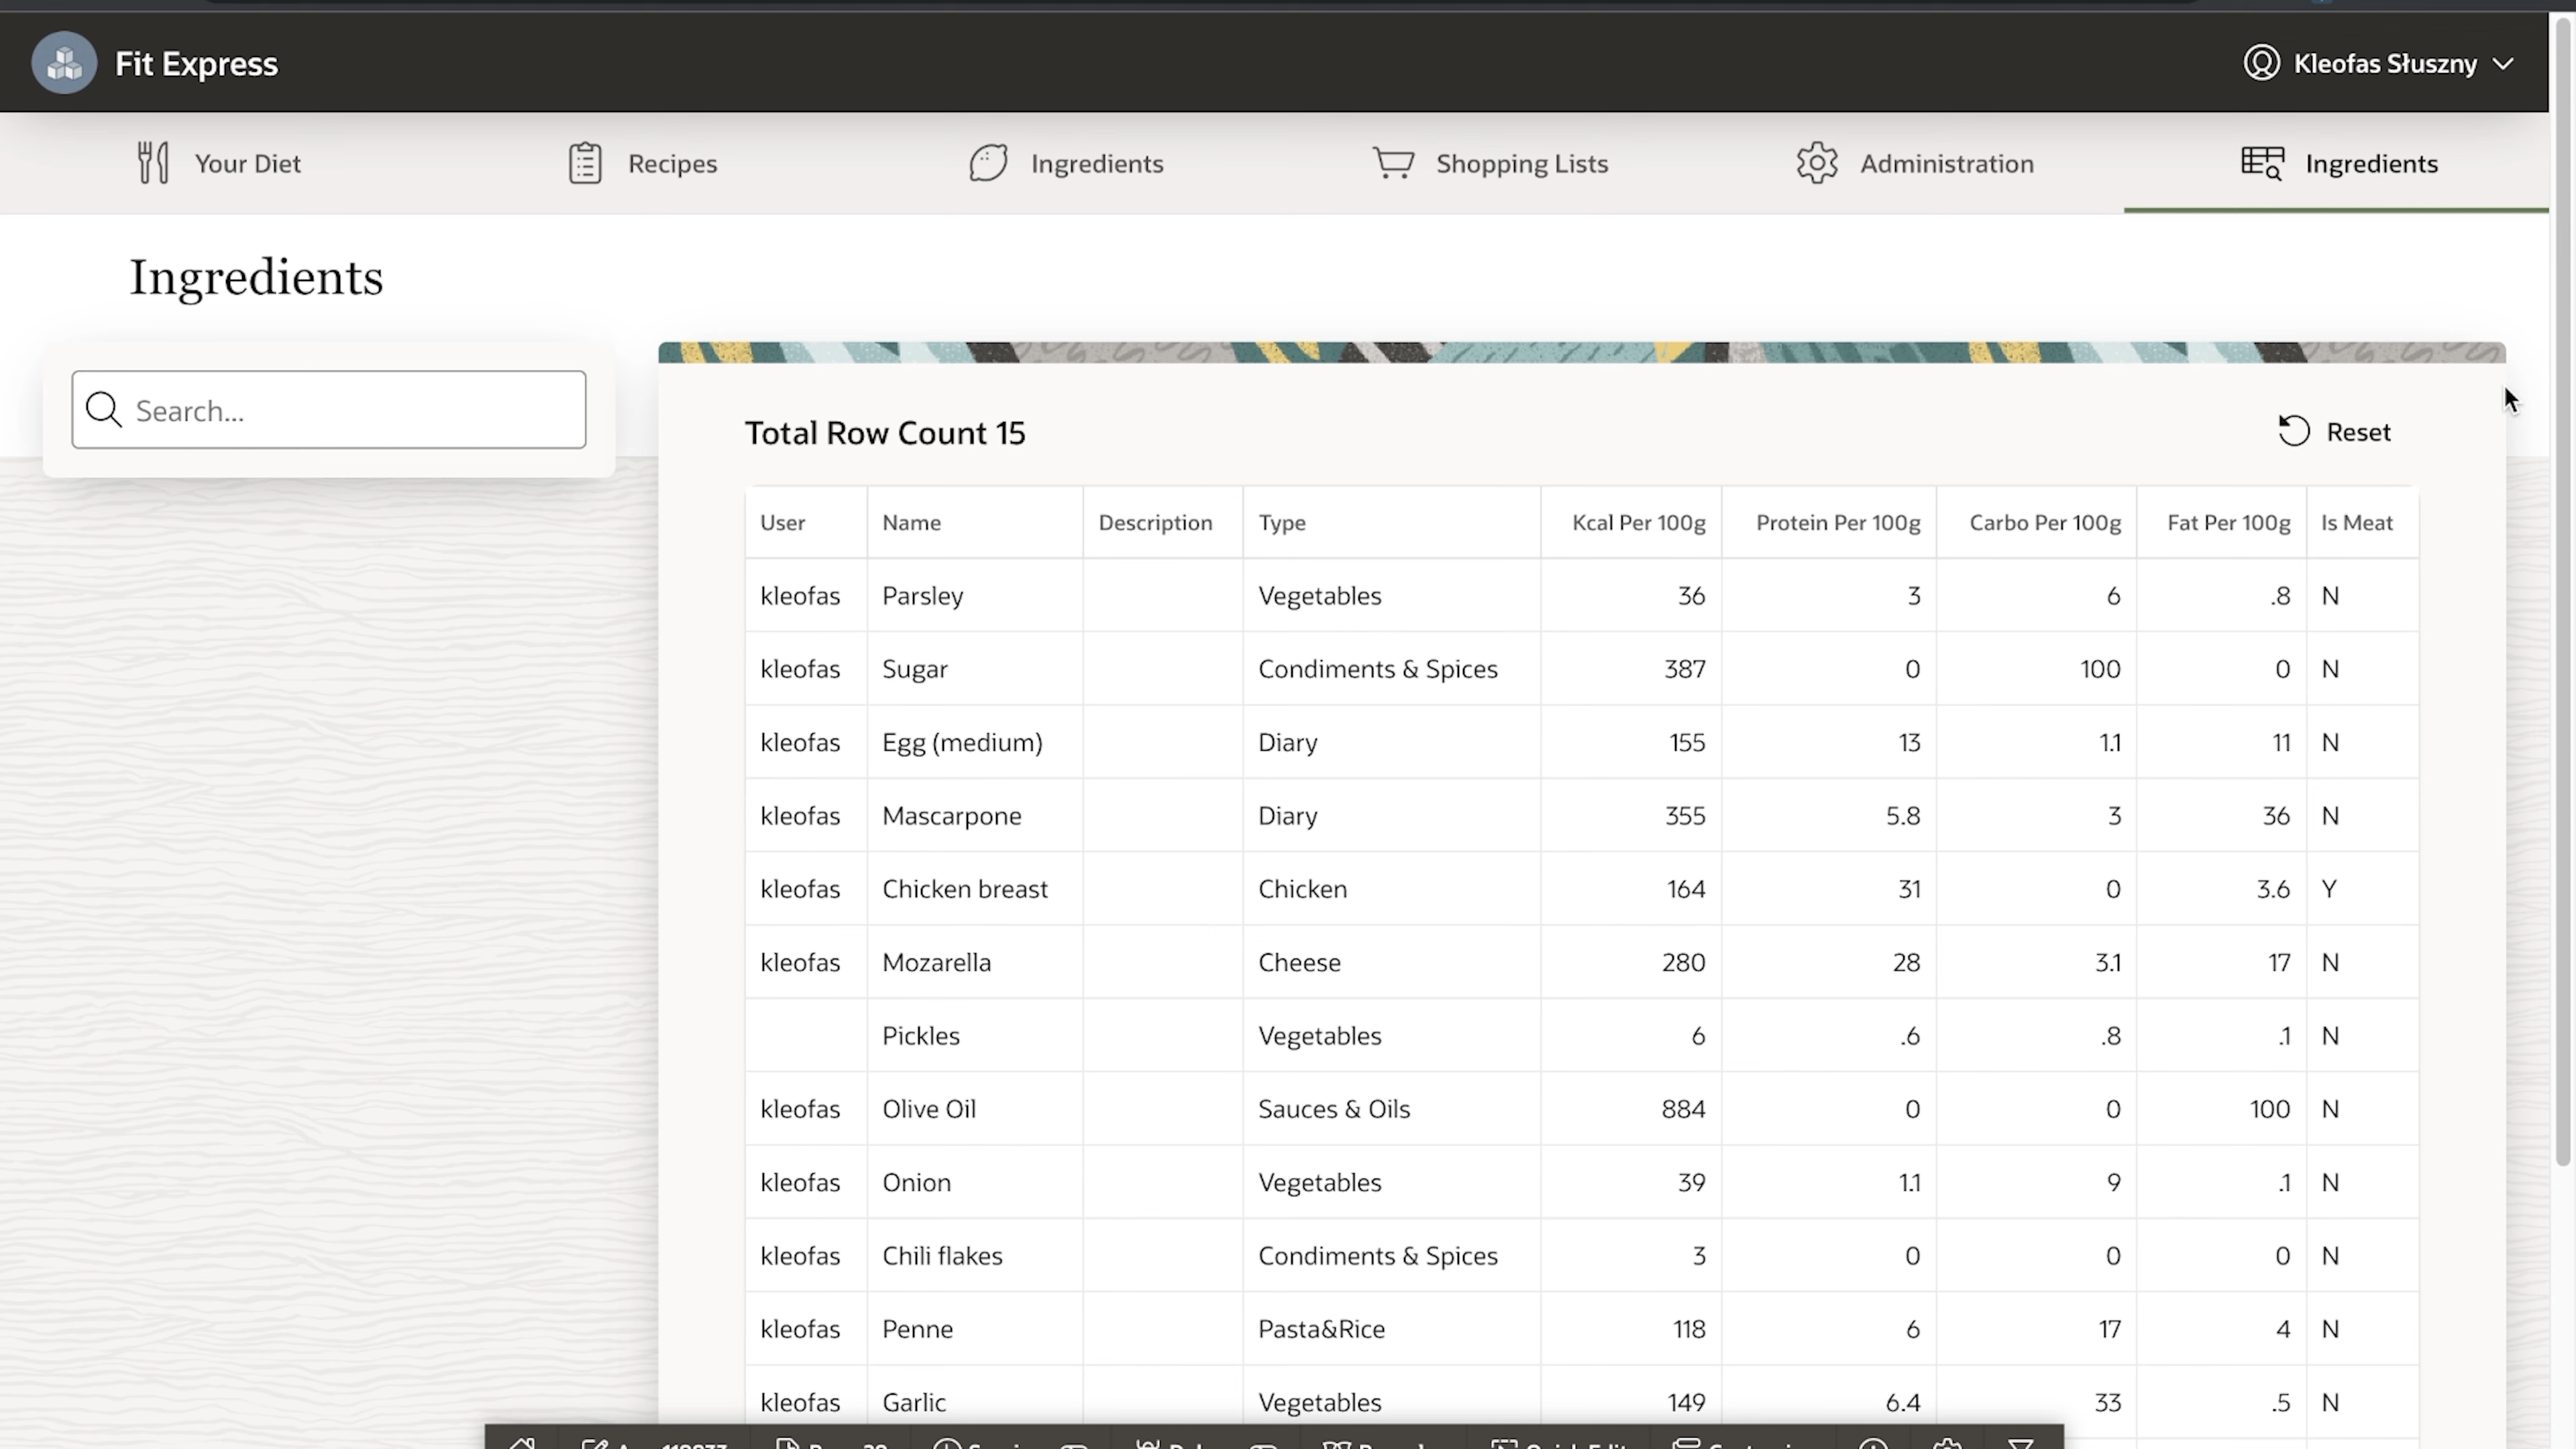 Fit Express
Kleofas Słuszny
Your Diet
Recipes
Ingredients
Shopping Lists
Administration
Ingredients
Ingredients
Search...
Total Row Count 15
Reset
User Name Description Type Kcal Per 100g Protein Per 100g Carbo Per 100g Fat Per 100g Is Meat
kleofas Parsley Vegetables 36 3 6 .8 N
kleofas Sugar Condiments & Spices 387 0 100 0 N
kleofas Egg (medium) Diary 155 13 1.1 11 N
kleofas Mascarpone Diary 355 5.8 3 36 N
kleofas Chicken breast Chicken 164 31 0 3.6 Y
kleofas Mozarella Cheese 280 28 3.1 17 N
Pickles Vegetables 6 .6 .8 .1 N
kleofas Olive Oil Sauces & Oils 884 0 0 100 N
kleofas Onion Vegetables 39 1.1 9 .1 N
kleofas Chili flakes Condiments & Spices 3 0 0 0 N
kleofas Penne Pasta&Rice 118 6 17 4 N
kleofas Garlic Vegetables 149 6.4 33 .5 N